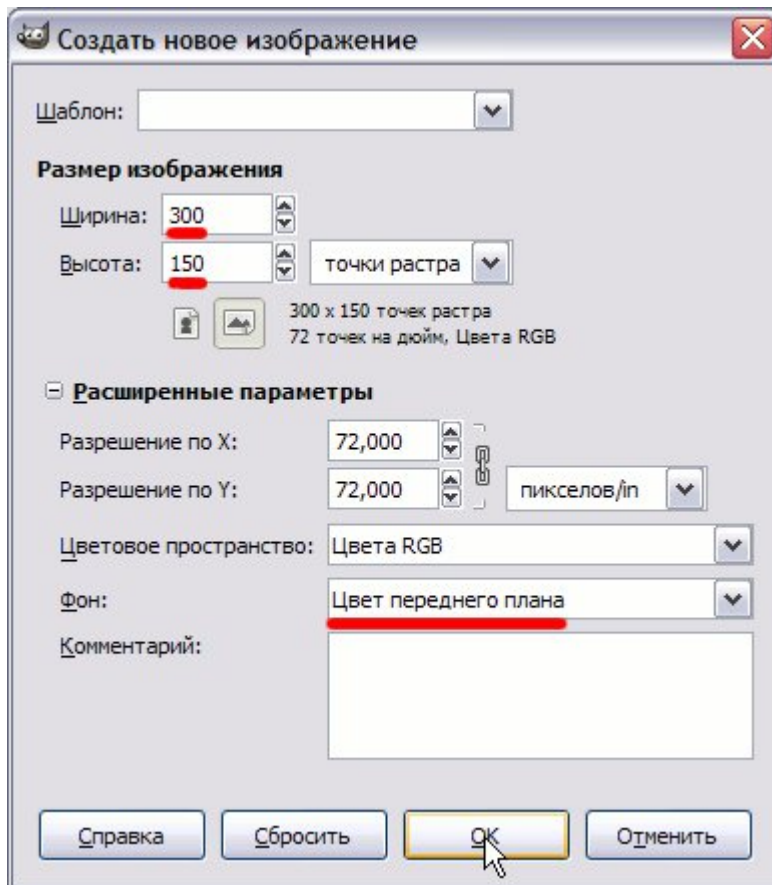 Создать новое изображение
Шаблон:
Размер изображения
Ширина: 300
Высота: 150 точки растра
300 x 150 точек растра
72 точек на дюйм, Цвета RGB
Расширенные параметры
Разрешение по X: 72,000
Разрешение по Y: 72,000 пикселов/in
Цветовое пространство: Цвета RGB
Фон: Цвет переднего плана
Комментарий:
Справка Сбросить OK Отменить